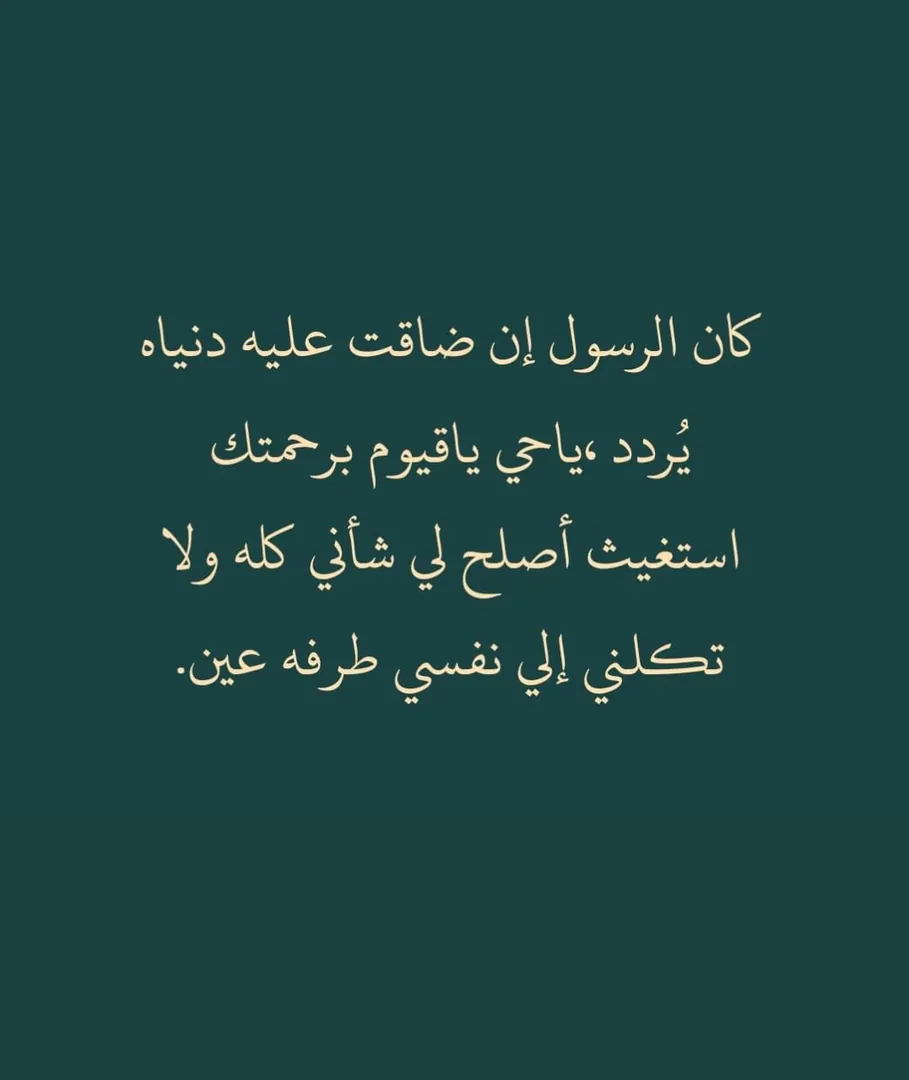 كان الرسول إن ضاقت عليه دنياه
يُردد ،ياحي ياقيوم برحمتك
استغيث أصلح لي شأني كله ولا
تكلني إلي نفسي طرفه عين.